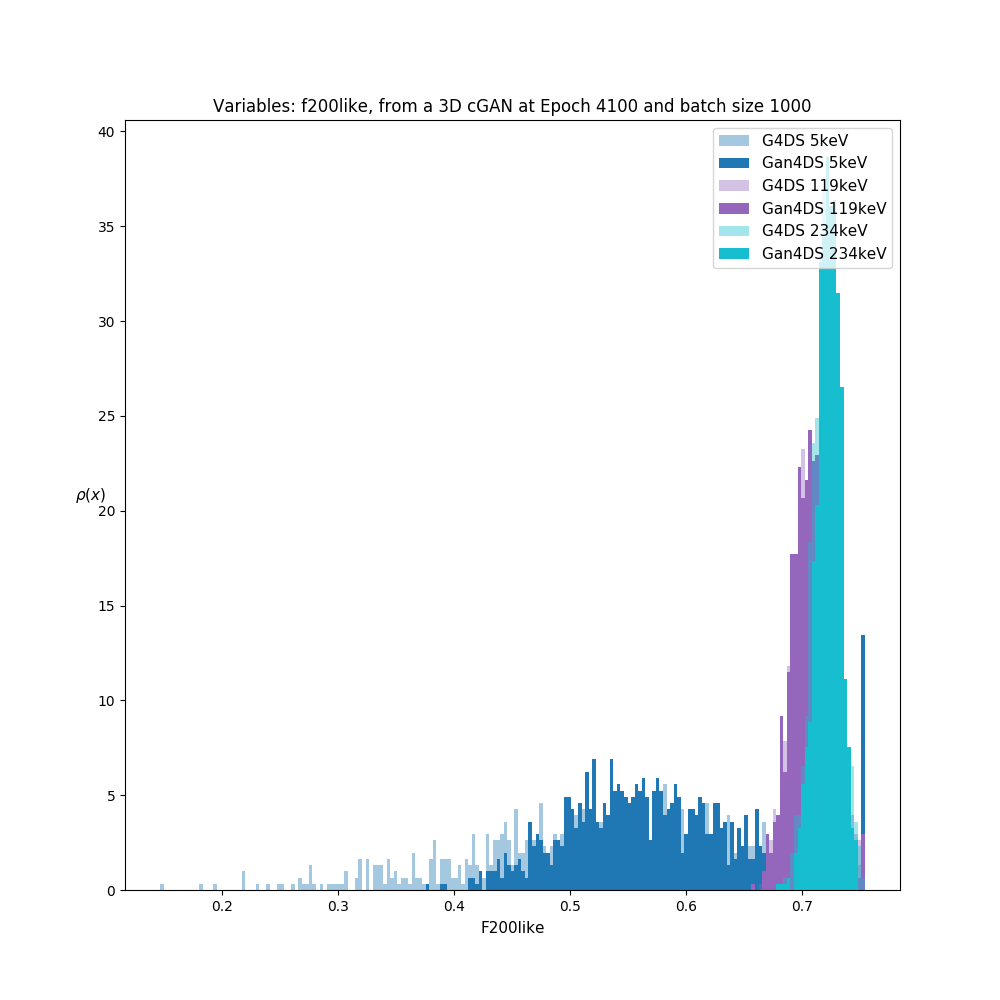 Variables: f200like, from a 3D cGAN at Epoch 4100 and batch size 1000
40
35
30
25
20
15
10
5
0
ρ(x)
G4DS 5keV
Gan4DS 5keV
G4DS 119keV
Gan4DS 119keV
G4DS 234keV
Gan4DS 234keV
0.2 0.3 0.4 0.5 0.6 0.7
F200like